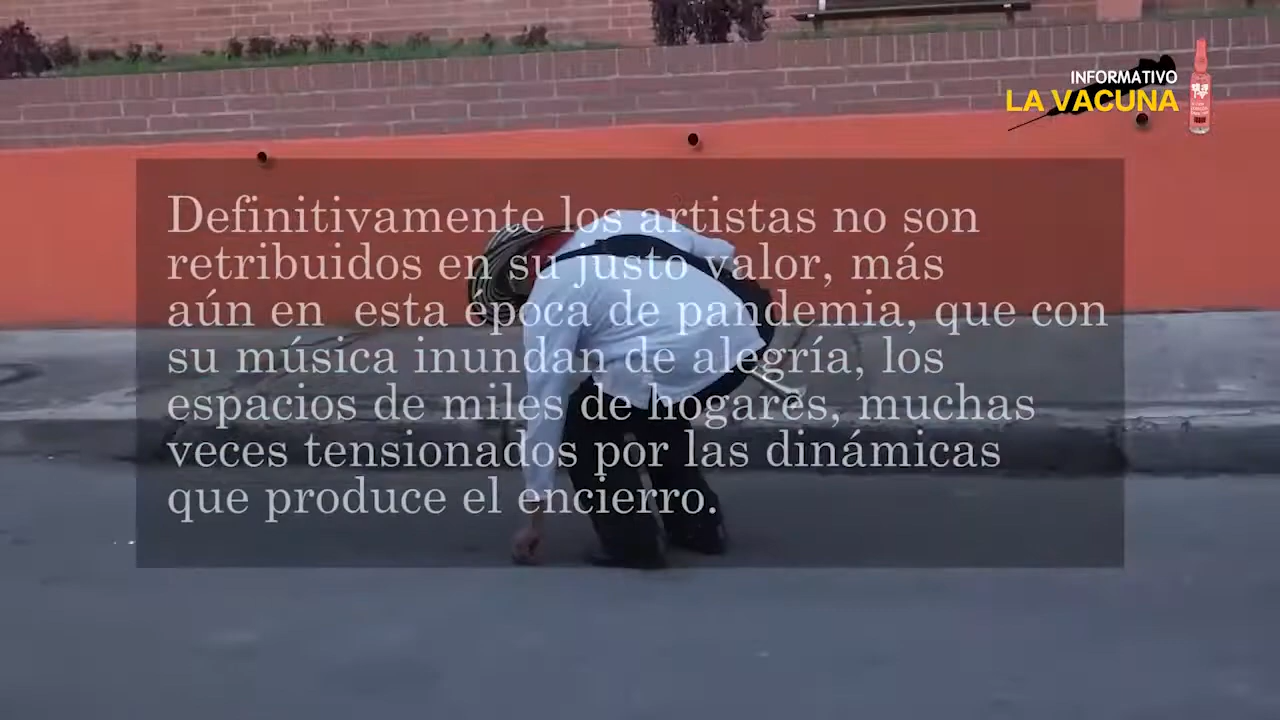 INFORMATIVO
LA VACUNA
Definitivamente los artistas no son
retribuidos en su justo valor, más
aún en  esta época de pandemia, que con
su música inundan de alegría, los
espacios de miles de hogares, muchas
veces tensionados por las dinámicas
que produce el encierro.